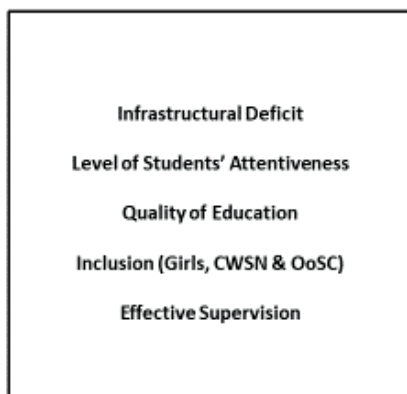 Infrastructural Deficit
Level of Students' Attentiveness
Quality of Education
Inclusion (Girls, CWSN & OoSC)
Effective Supervision